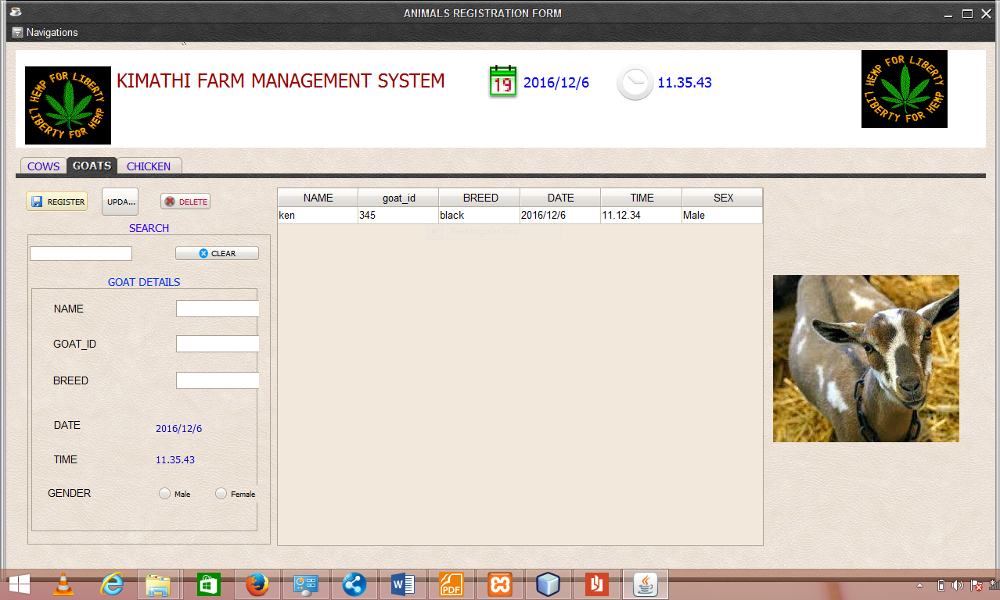 ANIMALS REGISTRATION FORM
Navigations
HEMP FOR LIBERTY
LIBERTY FOR HEMP
KIMATHI FARM MANAGEMENT SYSTEM
19
2016/12/6
11.35.43
HEMP FOR LIBERTY
LIBERTY FOR HEMP
COWS GOATS CHICKEN
REGISTER UPDA... DELETE
SEARCH
CLEAR
GOAT DETAILS
NAME
GOAT_ID
BREED
DATE 2016/12/6
TIME 11.35.43
GENDER Male Female
NAME goat_id BREED DATE TIME SEX
ken 345 black 2016/12/6 11.12.34 Male
Rectangular Snip
W PDF